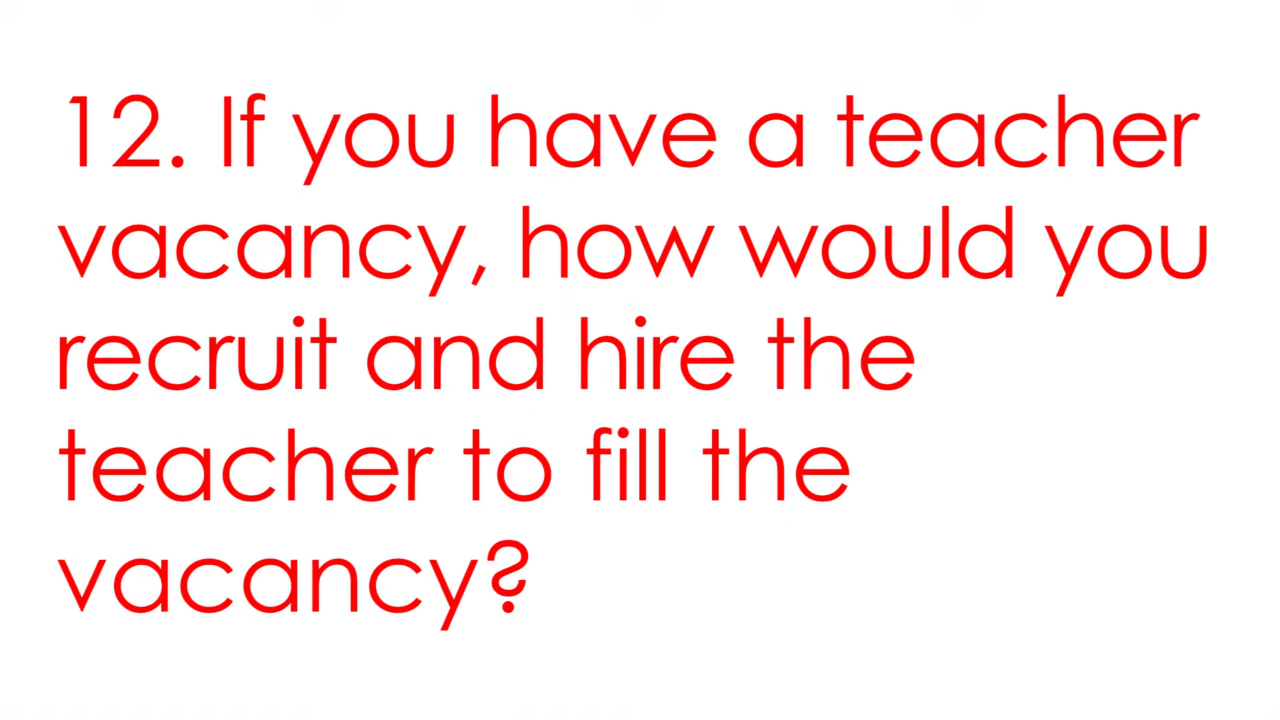 12. If you have a teacher
vacancy, how would you
recruit and hire the
teacher to fill the
vacancy?